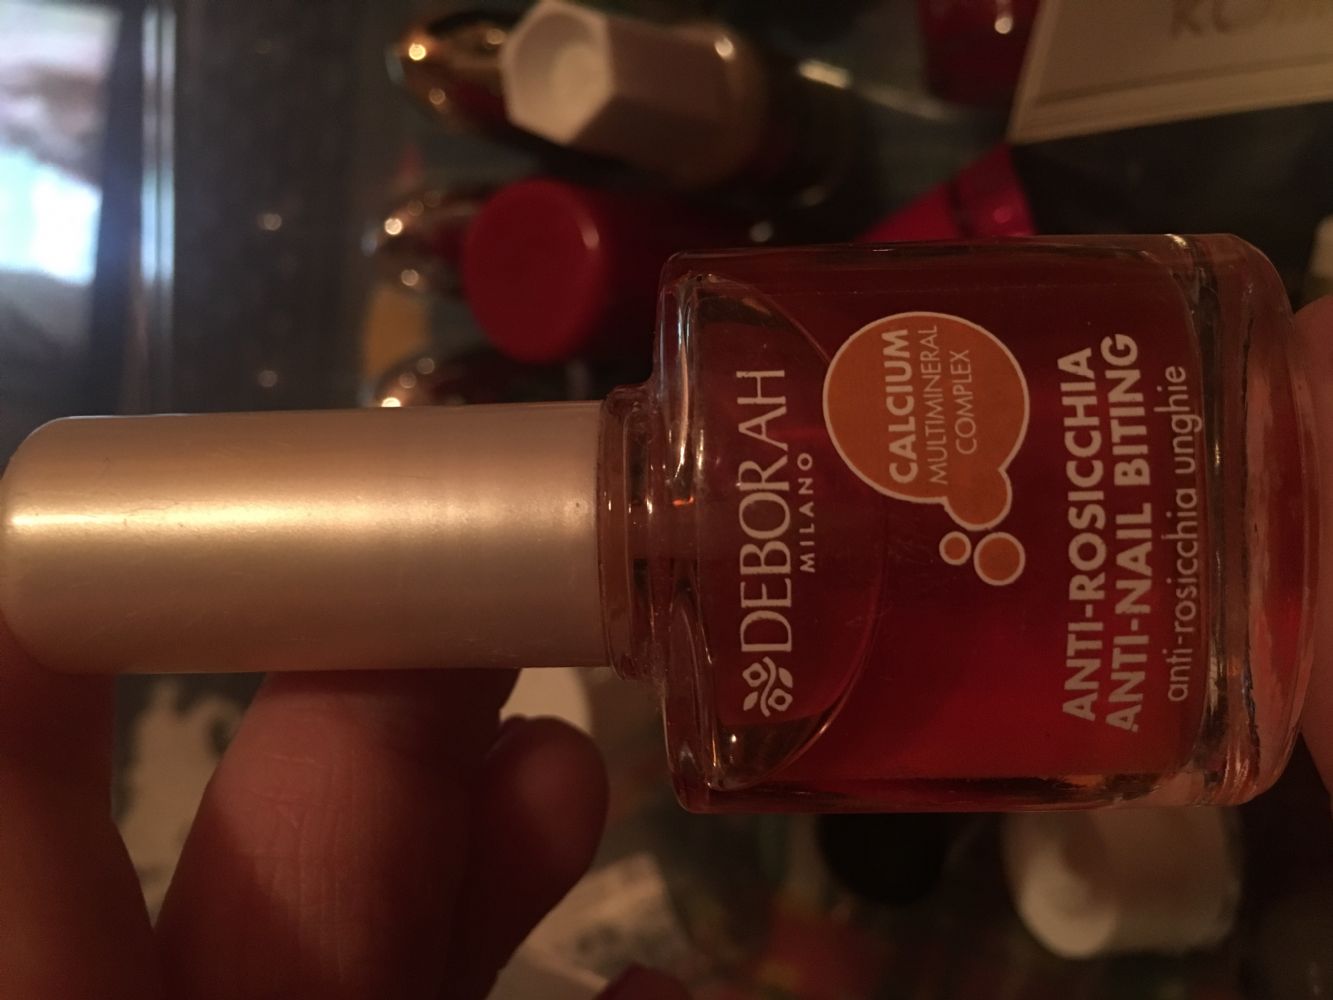 DEBORAH
MILANO
CALCIUM
MULTIMINERAL
COMPLEX
ANTI-ROSICCHIA
ANTI-NAIL BITING
anti-rosicchia unghie